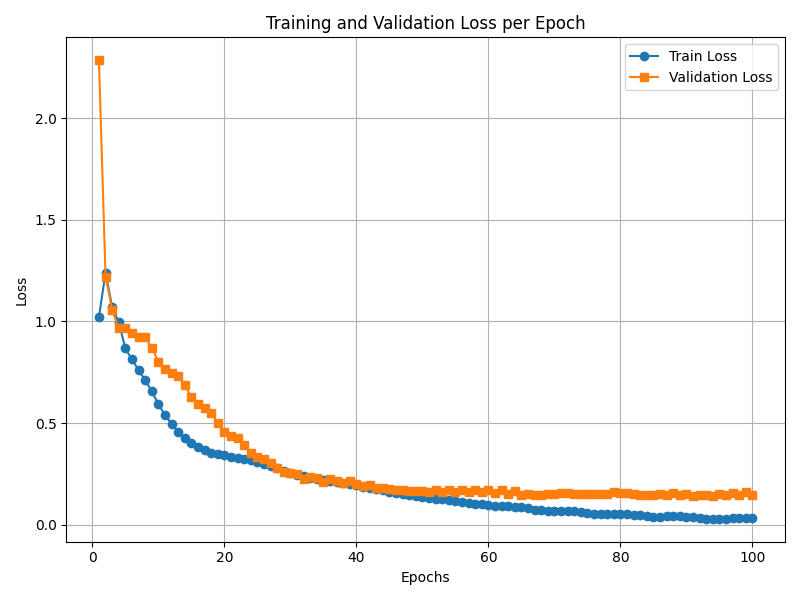 Training and Validation Loss per Epoch
Train Loss
Validation Loss
2.0
1.5
1.0
0.5
0.0
Loss
0 20 40 60 80 100
Epochs